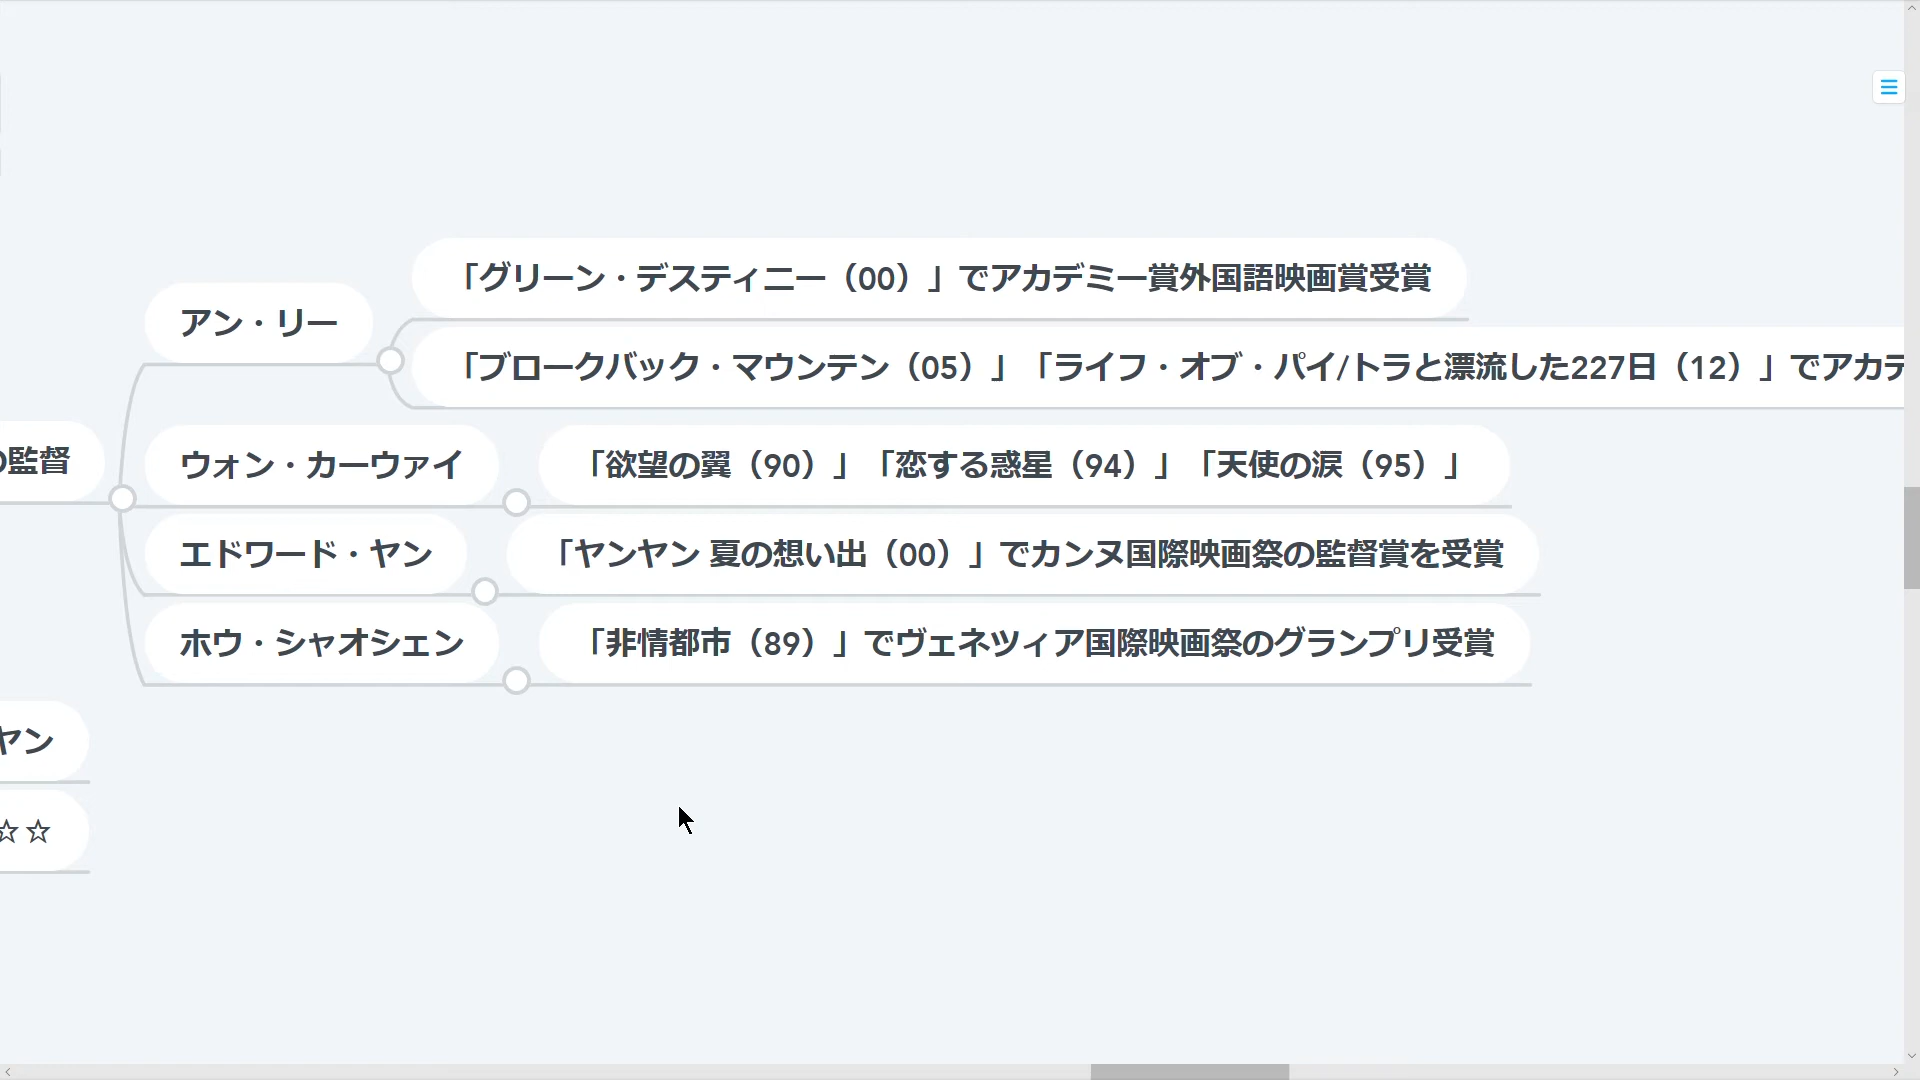 アン・リー
「グリーン・デスティニー（00）」でアカデミー賞外国語映画賞受賞
「ブロークバック・マウンテン（05）」「ライフ・オブ・パイ/トラと漂流した227日（12）」でアカデ
の監督
ウォン・カーウァイ
「欲望の翼（90）」「恋する惑星（94）」「天使の涙（95）」
エドワード・ヤン
「ヤンヤン 夏の想い出（00）」でカンヌ国際映画祭の監督賞を受賞
ホウ・シャオシェン
「非情都市（89）」でヴェネツィア国際映画祭のグランプリ受賞
ヤン
☆☆